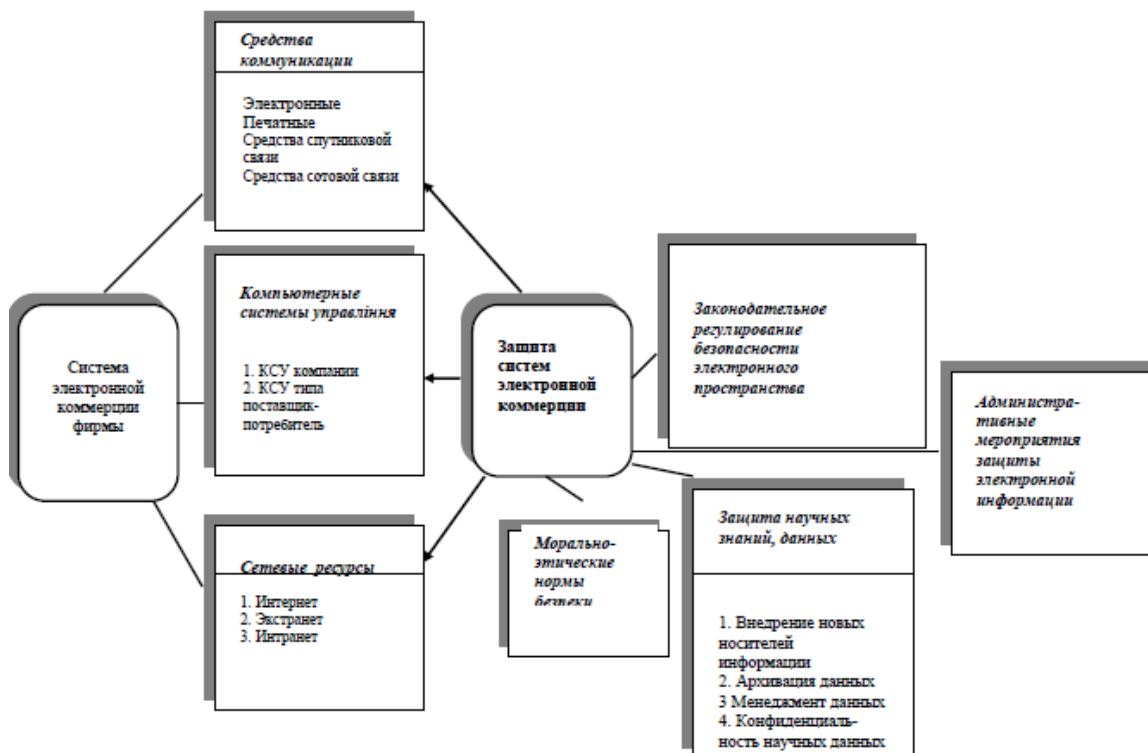 Средства
коммуникации
Электронные
Печатные
Средства спутниковой
связи
Средства сотовой связи
Система
электронной
коммерции
фирмы
Компьютерные
системы управління
1. КСУ компании
2. КСУ типа
поставщик-
потребитель
Сетевые ресурсы
1. Интернет
2. Экстранет
3. Интранет
Защита
систем
электронной
коммерции
Законодательное
регулирование
безопасности
электронного
пространства
Администра-
тивные
мероприятия
защиты
электронной
информации
Морально-
этические
нормы
безпеки
Защита научных
знаний, данных
1. Внедрение новых
носителей
информации
2. Архивация данных
3 Менеджмент данных
4. Конфиденциаль-
ность научных данных